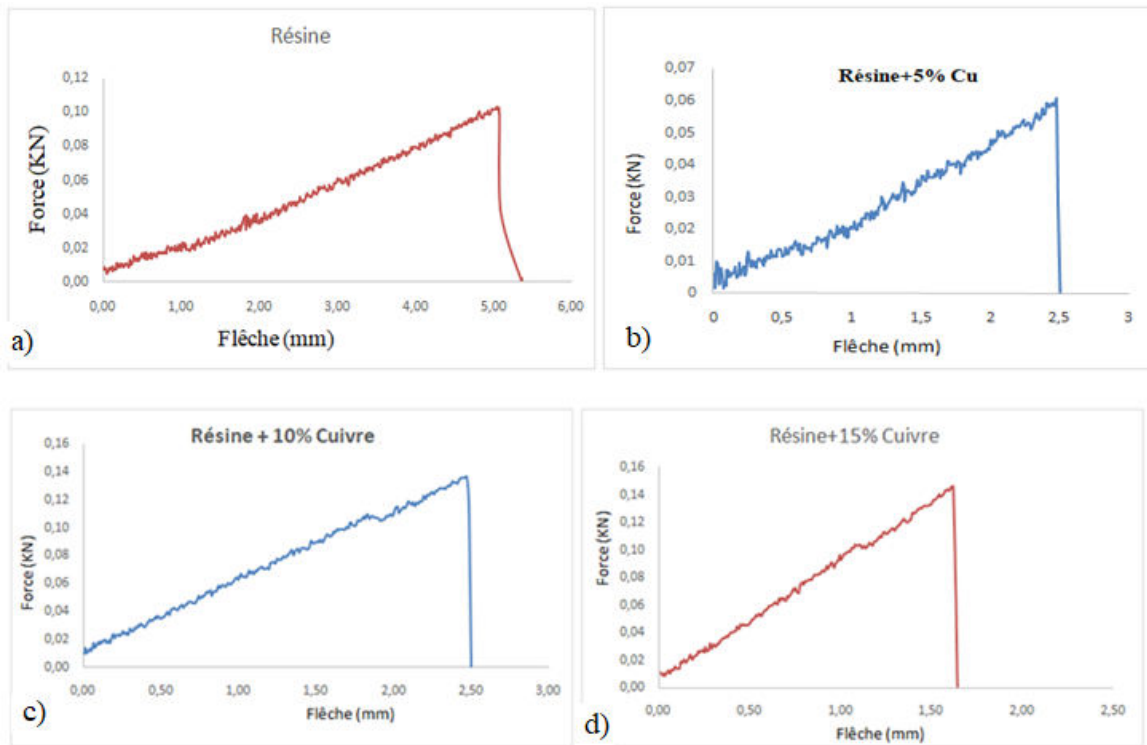 Résine
Force (KN)
0,12
0,10
0,08
0,06
0,04
0,02
0,00
0,00 1,00 2,00 3,00 4,00 5,00 6,00
Flêche (mm)
a)
Résine+5% Cu
Force (KN)
0,07
0,06
0,05
0,04
0,03
0,02
0,01
0
0 0,5 1 1,5 2 2,5 3
Flêche (mm)
b)
Résine + 10% Cuivre
Force (KN)
0,16
0,14
0,12
0,10
0,08
0,06
0,04
0,02
0,00
0,00 0,50 1,00 1,50 2,00 2,50 3,00
Flêche (mm)
c)
Résine+15% Cuivre
Force (KN)
0,16
0,14
0,12
0,10
0,08
0,06
0,04
0,02
0,00
0,00 0,50 1,00 1,50 2,00 2,50
Flêche (mm)
d)